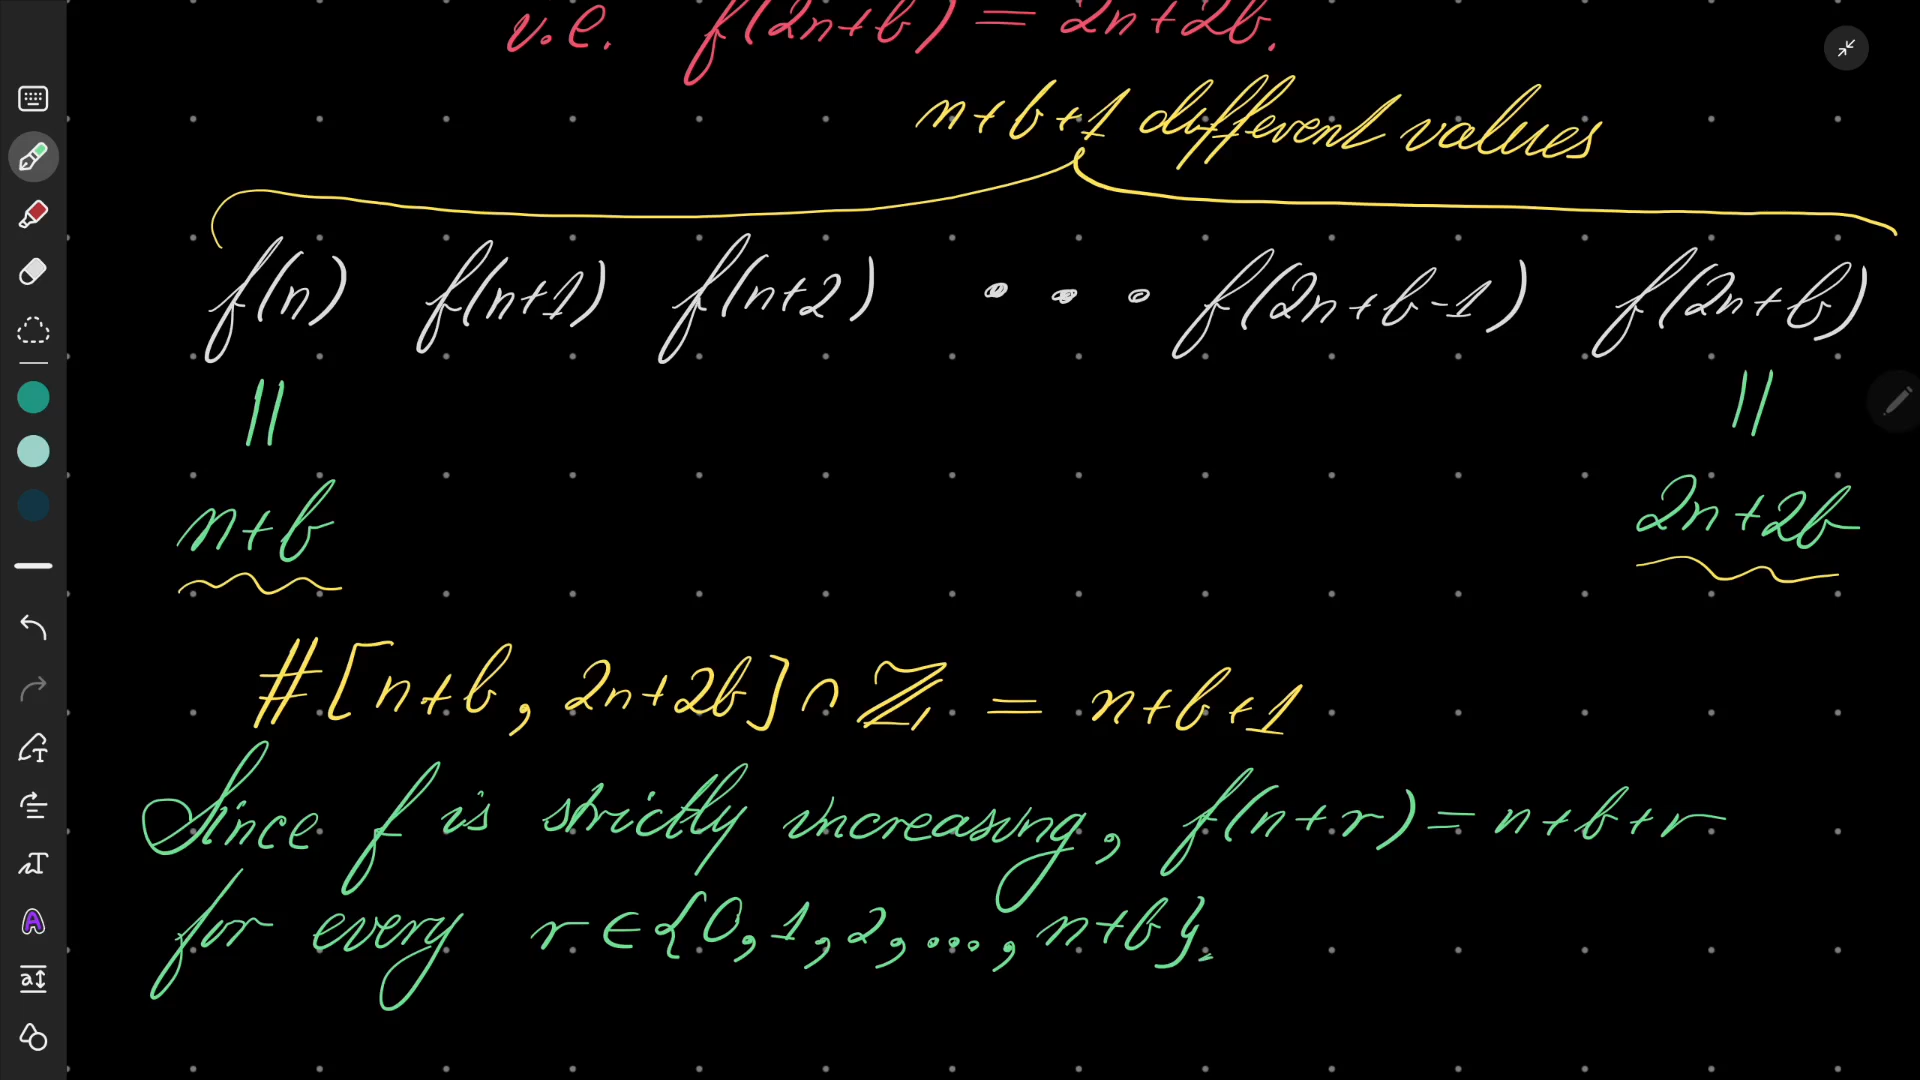 i.e. f(2n+b) = 2n+2b.
n+b+1 different values
f(n) f(n+1) f(n+2) • • • f(2n+b-1) f(2n+b)
|| ||
n+b 2n+2b
#[n+b, 2n+2b]∩ℤ = n+b+1
Since f is strictly increasing, f(n+r)=n+b+r
for every r∈{0,1,2,...,n+b}.